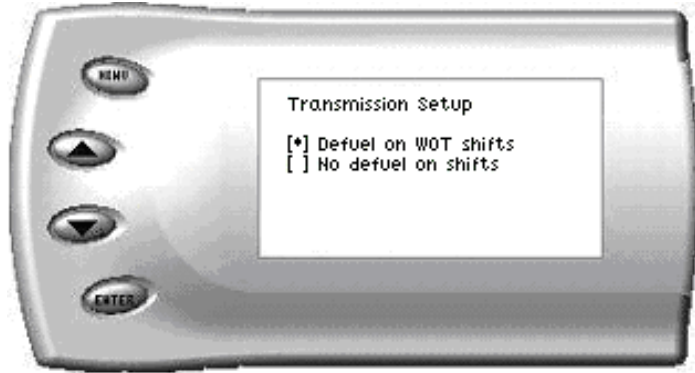 MENU
Transmission Setup
[*] Defuel on WOT shifts
[ ] No defuel on shifts
ENTER